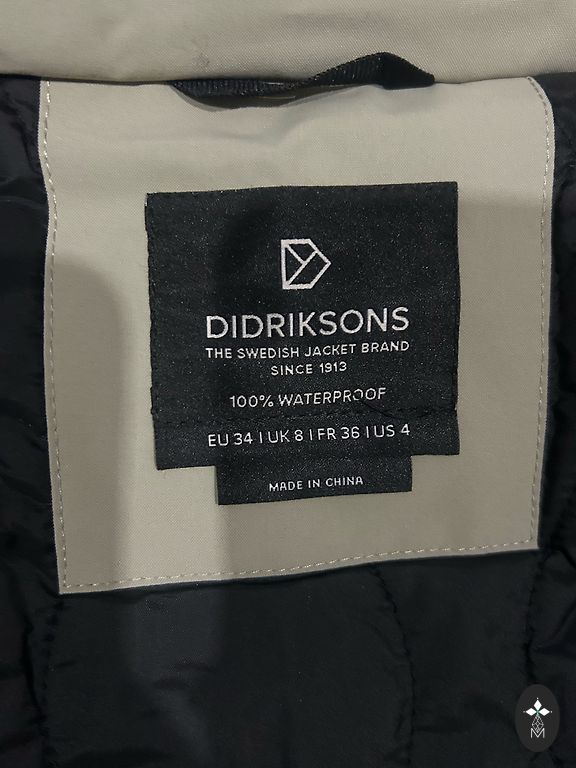 DIDRIKSONS
THE SWEDISH JACKET BRAND
SINCE 1913
100% WATERPROOF
EU 34 | UK 8 | FR 36 | US 4
MADE IN CHINA